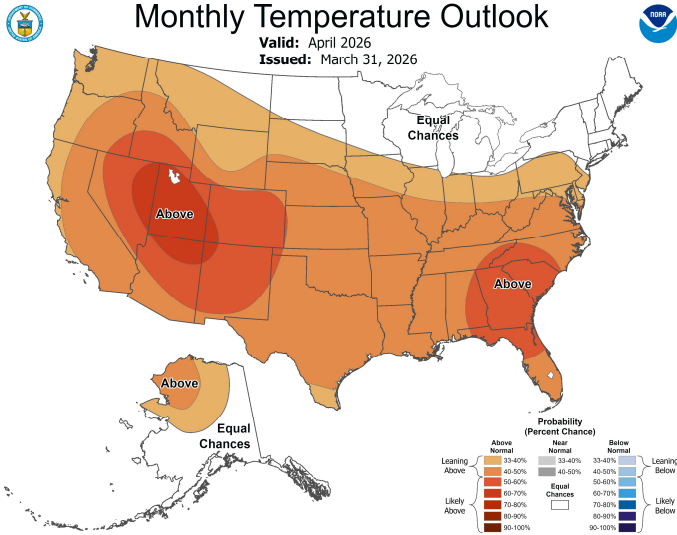 Monthly Temperature Outlook
Valid: April 2026
Issued: March 31, 2026
NOAA
Equal
Chances
Above
Above
Above
Equal
Chances
Probability
(Percent Chance)
Above
Normal
Near
Normal
Below
Normal
Leaning
Above
33-40%
40-50%
Likely
Above
50-60%
60-70%
70-80%
80-90%
90-100%
33-40%
40-50%
Equal
Chances
33-40%
40-50%
Leaning
Below
50-60%
60-70%
70-80%
80-90%
90-100%
Likely
Below